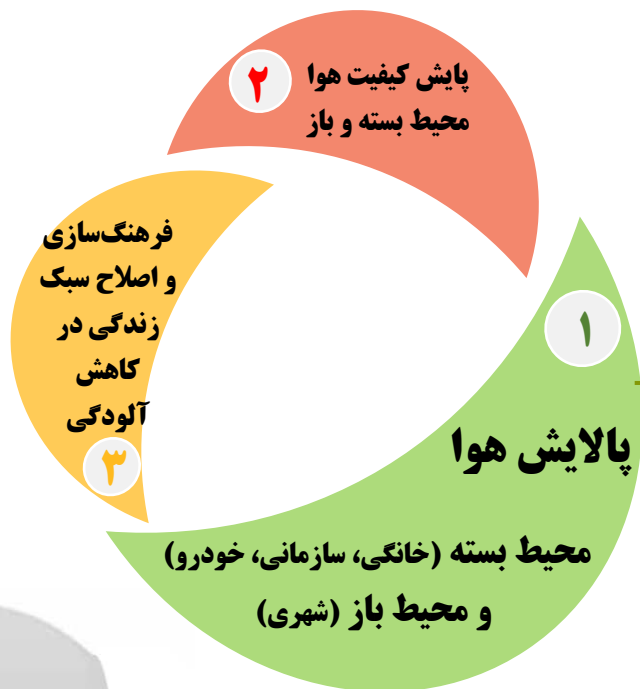 ۱
پالایش هوا
محیط بسته (خانگی، سازمانی، خودرو)
و محیط باز (شهری)
۲
پایش کیفیت هوا
محیط بسته و باز
فرهنگ‌سازی
و اصلاح سبک
زندگی در
کاهش
آلودگی
۳